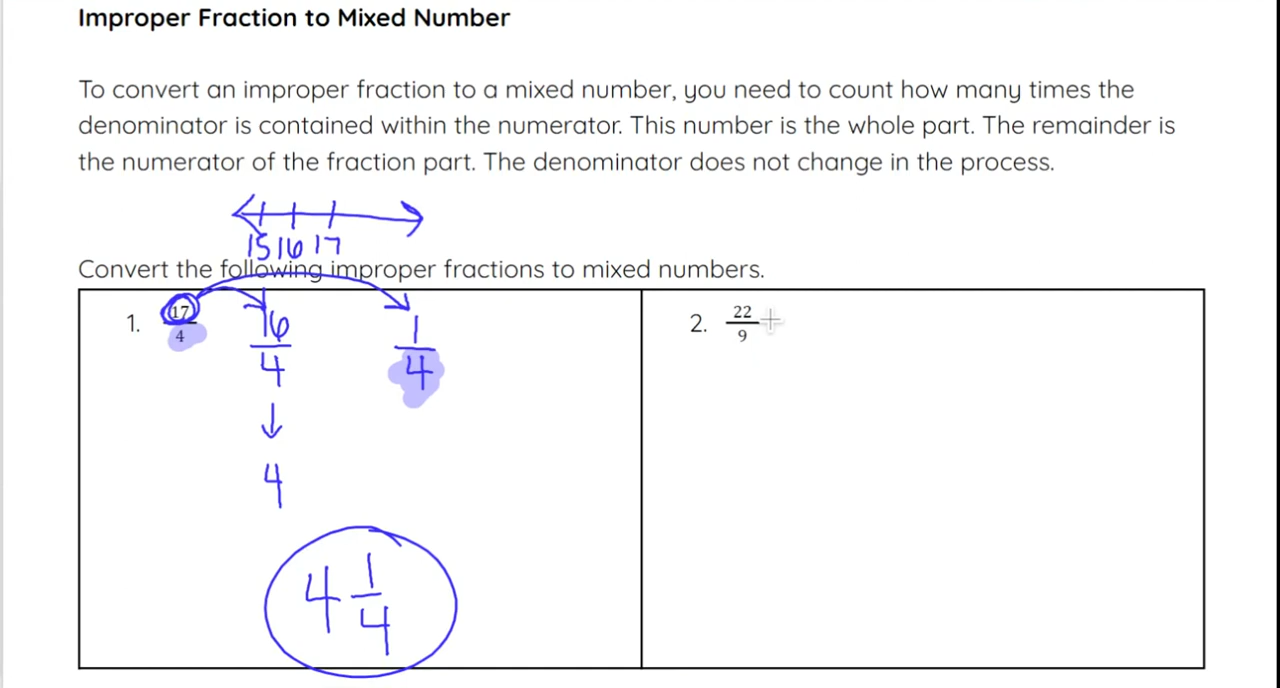 Improper Fraction to Mixed Number
To convert an improper fraction to a mixed number, you need to count how many times the
denominator is contained within the numerator. This number is the whole part. The remainder is
the numerator of the fraction part. The denominator does not change in the process.
15 16 17
Convert the following improper fractions to mixed numbers.
1. 17/4 16/4 1/4
4
4 1/4
2. 22/9